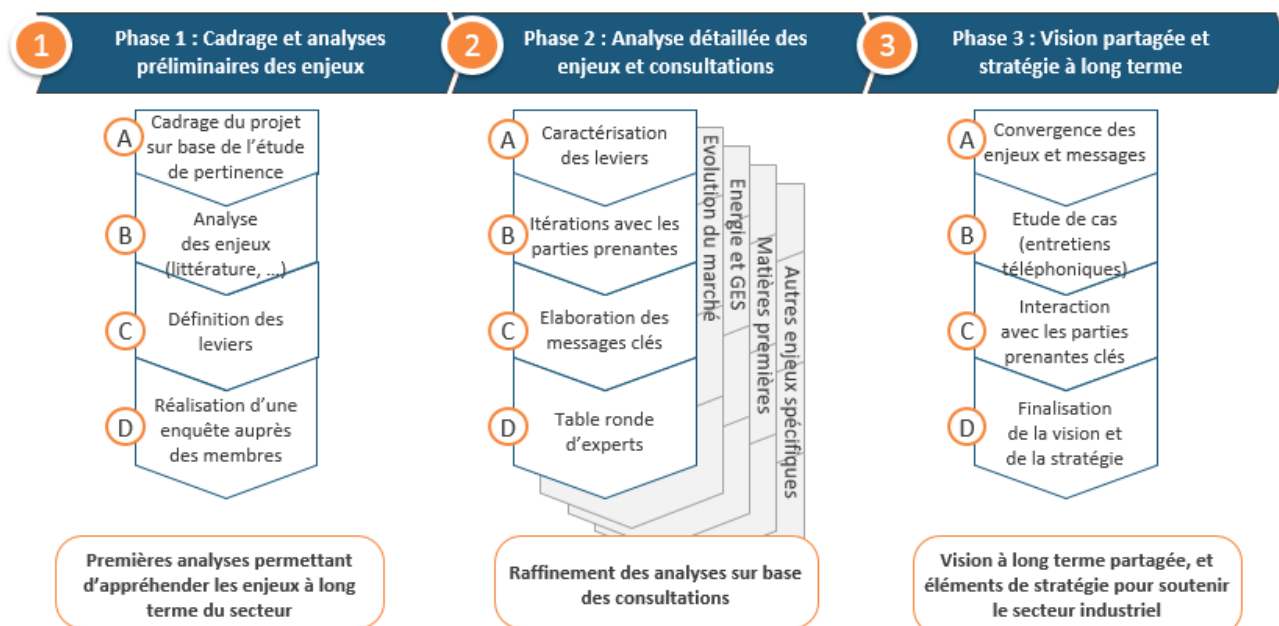 1
Phase 1 : Cadrage et analyses
préliminaires des enjeux
A
Cadrage du projet
sur base de l’étude
de pertinence
B
Analyse
des enjeux
(littérature, …)
C
Définition des
leviers
D
Réalisation d’une
enquête auprès
des membres
Premières analyses permettant
d’appréhender les enjeux à long
terme du secteur
2
Phase 2 : Analyse détaillée des
enjeux et consultations
A
Caractérisation
des leviers
B
Itérations avec les
parties prenantes
C
Elaboration des
messages clés
D
Table ronde
d’experts
Evolution du marché
Energie et GES
Matières premières
Autres enjeux spécifiques
Raffinement des analyses sur base
des consultations
3
Phase 3 : Vision partagée et
stratégie à long terme
A
Convergence des
enjeux et messages
B
Etude de cas
(entretiens
téléphoniques)
C
Interaction
avec les parties
prenantes clés
D
Finalisation
de la vision et
de la stratégie
Vision à long terme partagée, et
éléments de stratégie pour soutenir
le secteur industriel